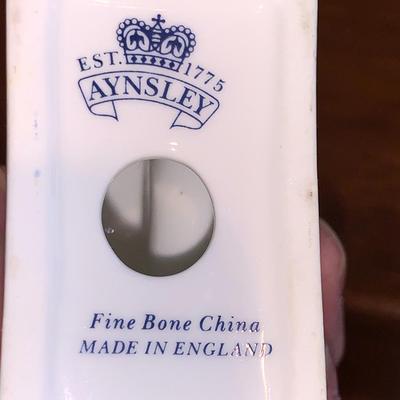 EST. 1775
AYNSLEY
Fine Bone China
MADE IN ENGLAND